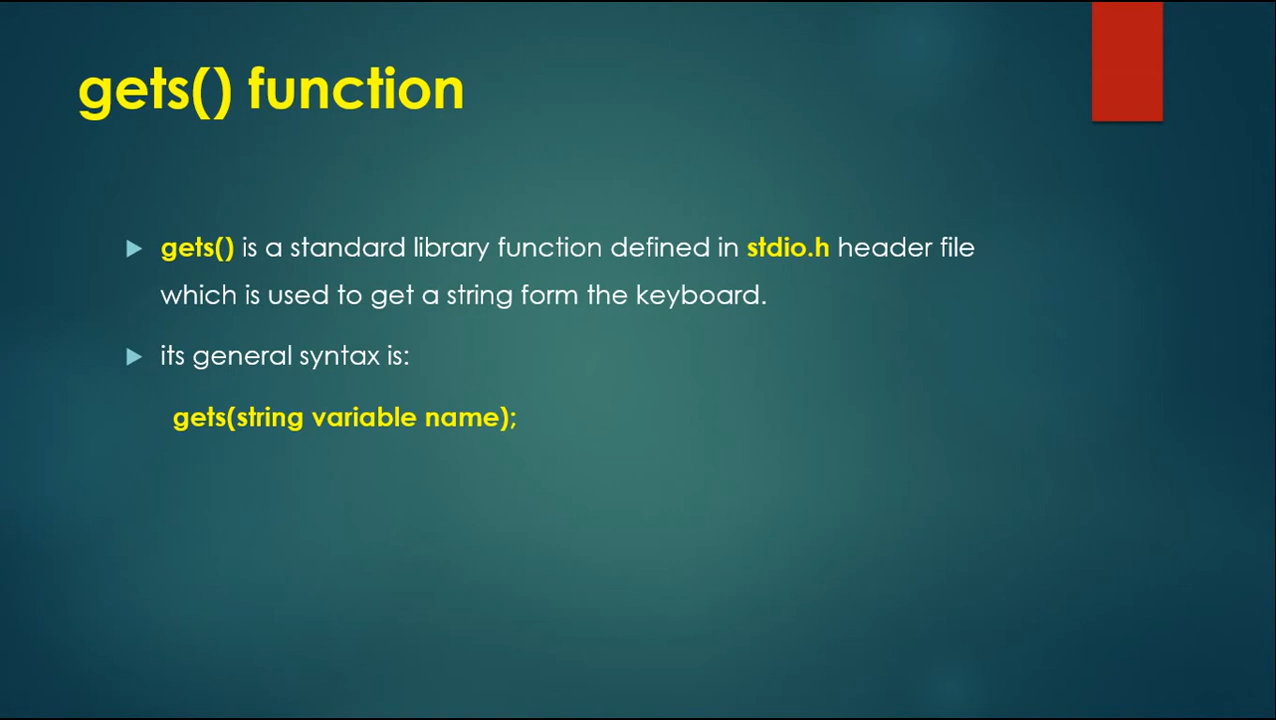 gets() function
gets() is a standard library function defined in stdio.h header file
which is used to get a string form the keyboard.
its general syntax is:
gets(string variable name);